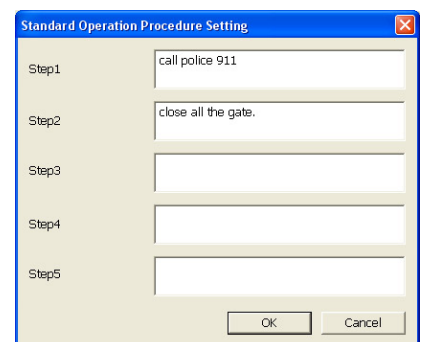 Standard Operation Procedure Setting
Step1 call police 911
Step2 close all the gate.
Step3
Step4
Step5
OK Cancel